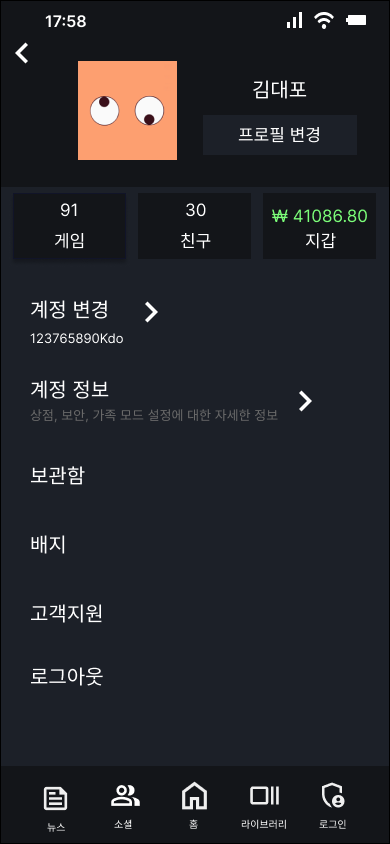 17:58
김대포
프로필 변경
91
게임
30
친구
₩ 41086.80
지갑
계정 변경
123765890Kdo
계정 정보
상점, 보안, 가족 모드 설정에 대한 자세한 정보
보관함
배지
고객지원
로그아웃
뉴스
소셜
홈
라이브러리
로그인